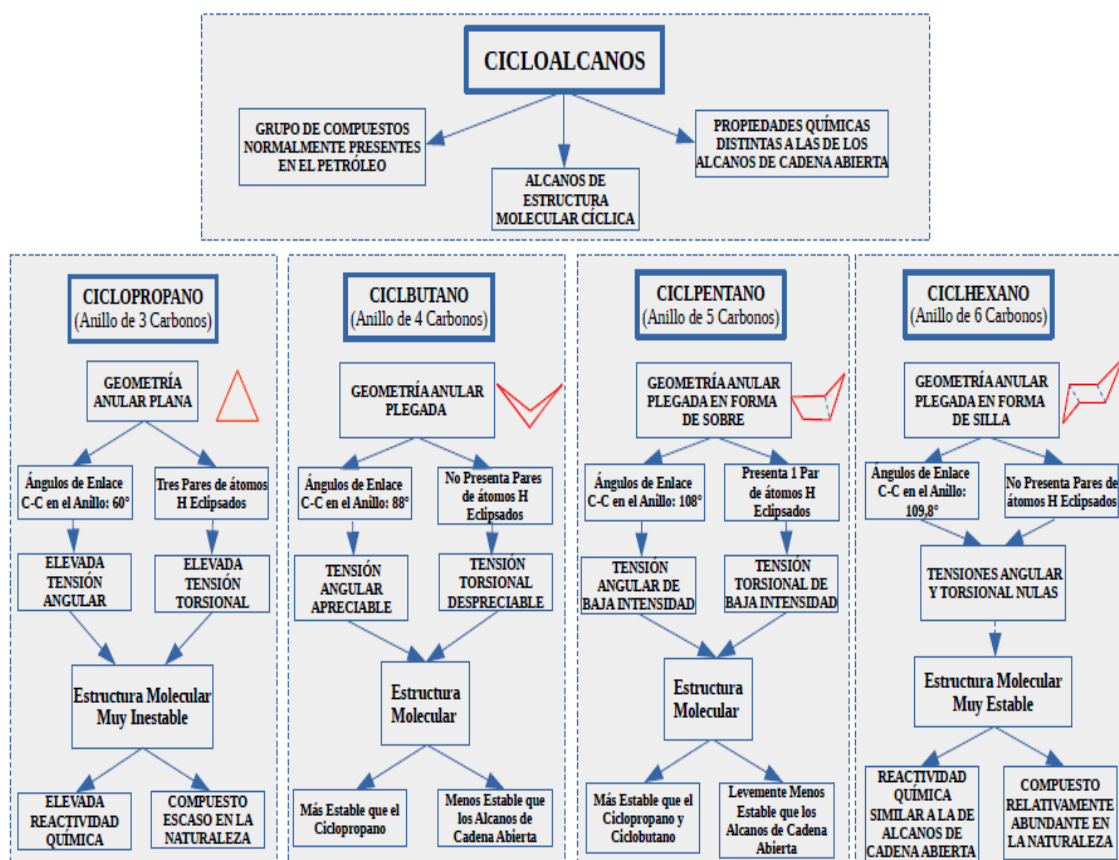 CICLOALCANOS
GRUPO DE COMPUESTOS
NORMALMENTE PRESENTES
EN EL PETRÓLEO
ALCANOS DE
ESTRUCTURA
MOLECULAR CÍCLICA
PROPIEDADES QUÍMICAS
DISTINTAS A LAS DE LOS
ALCANOS DE CADENA ABIERTA
CICLOPROPANO
(Anillo de 3 Carbonos)
GEOMETRÍA
ANULAR PLANA
Ángulos de Enlace
C-C en el Anillo: 60°
Tres Pares de átomos
H Eclipsados
ELEVADA
TENSIÓN
ANGULAR
ELEVADA
TENSIÓN
TORSIONAL
Estructura Molecular
Muy Inestable
ELEVADA
REACTIVIDAD
QUÍMICA
COMPUESTO
ESCASO EN LA
NATURALEZA
CICLBUTANO
(Anillo de 4 Carbonos)
GEOMETRÍA ANULAR
PLEGADA
Ángulos de Enlace
C-C en el Anillo: 88°
No Presenta Pares
de átomos H
Eclipsados
TENSIÓN
ANGULAR
APRECIABLE
TENSIÓN
TORSIONAL
DESPRECIABLE
Estructura
Molecular
Más Estable que el
Ciclopropano
Menos Estable que
los Alcanos de
Cadena Abierta
CICLPENTANO
(Anillo de 5 Carbonos)
GEOMETRÍA ANULAR
PLEGADA EN FORMA
DE SOBRE
Ángulos de Enlace
C-C en el Anillo: 108°
Presenta 1 Par
de átomos H
Eclipsados
TENSIÓN
ANGULAR DE
BAJA INTENSIDAD
TENSIÓN
TORSIONAL DE
BAJA INTENSIDAD
Estructura
Molecular
Más Estable que el
Ciclopropano y
Ciclobutano
Levemente Menos
Estable que los
Alcanos de Cadena
Abierta
CICLHEXANO
(Anillo de 6 Carbonos)
GEOMETRÍA ANULAR
PLEGADA EN FORMA
DE SILLA
Ángulos de Enlace
C-C en el Anillo:
109,8°
No Presenta Pares de
átomos H Eclipsados
TENSIONES ANGULAR
Y TORSIONAL NULAS
Estructura Molecular
Muy Estable
REACTIVIDAD
QUÍMICA
SIMILAR A LA DE
ALCANOS DE
CADENA ABIERTA
COMPUESTO
RELATIVAMENTE
ABUNDANTE EN
LA NATURALEZA